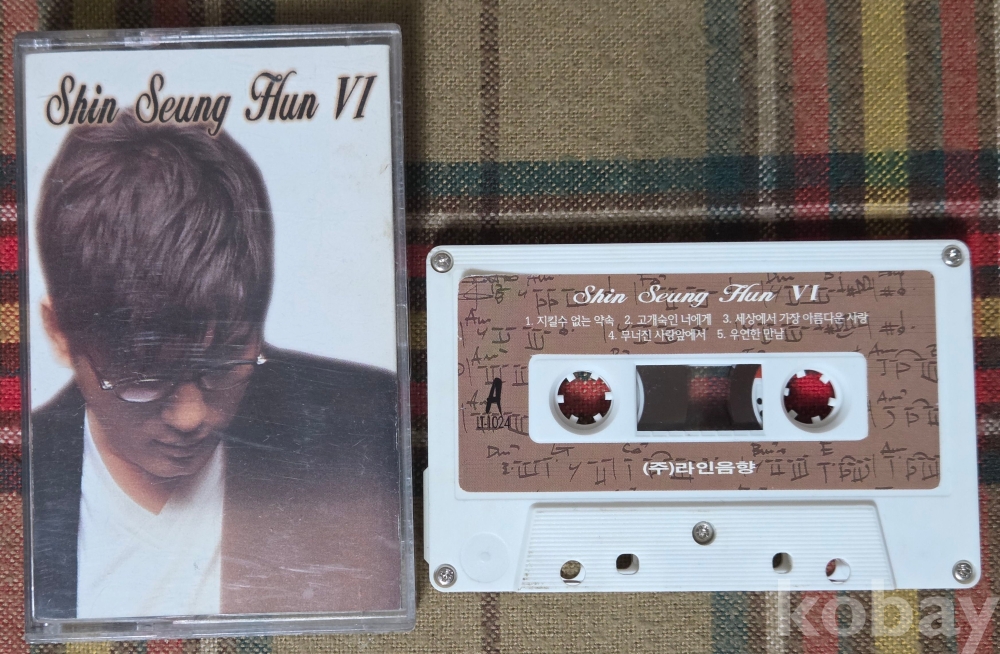 Shin Seung Hun VI
Shin Seung Hun VI
1. 지킬수 없는 약속 2. 고개숙인 너에게 3. 세상에서 가장 아름다운 사랑
4. 무너진 사랑앞에서 5. 우연한 만남
A
LT-1024
(주)라인음향
kobay